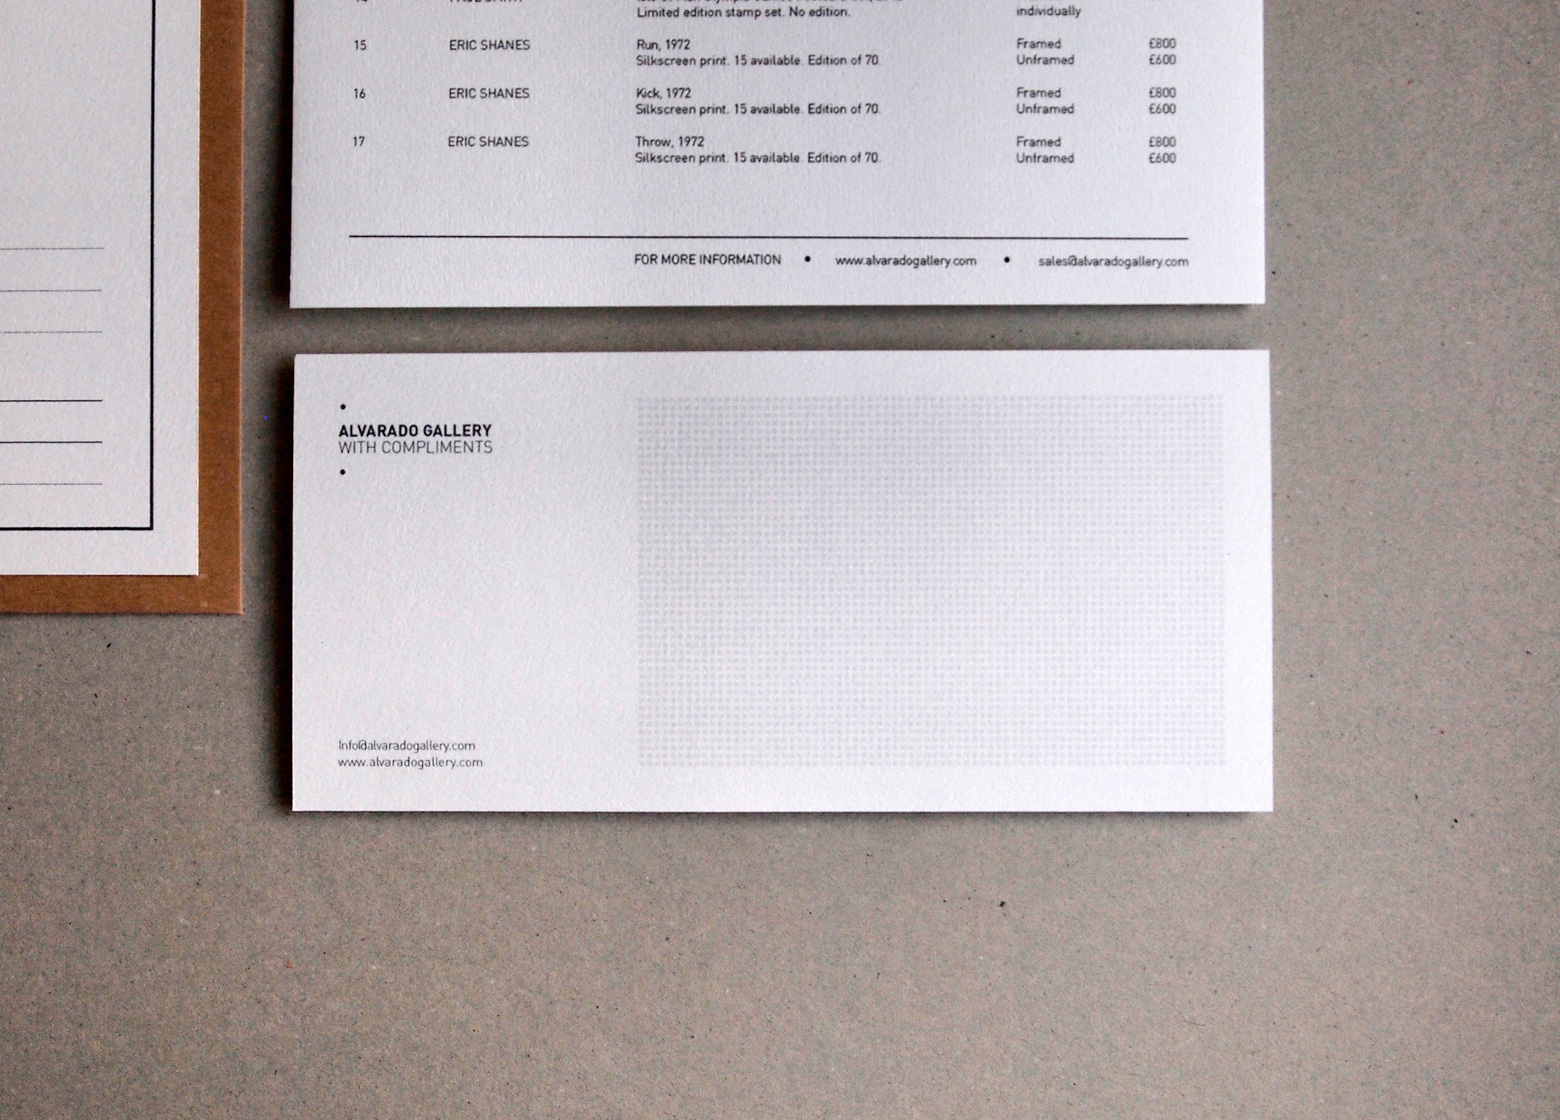 Limited edition stamp set. No edition. individually
15 ERIC SHANES Run, 1972 Framed £800
Silkscreen print. 15 available. Edition of 70. Unframed £600
16 ERIC SHANES Kick, 1972 Framed £800
Silkscreen print. 15 available. Edition of 70. Unframed £600
17 ERIC SHANES Throw, 1972 Framed £800
Silkscreen print. 15 available. Edition of 70. Unframed £600
FOR MORE INFORMATION • www.alvaradogallery.com • sales@alvaradogallery.com
ALVARADO GALLERY
WITH COMPLIMENTS
Info@alvaradogallery.com
www.alvaradogallery.com